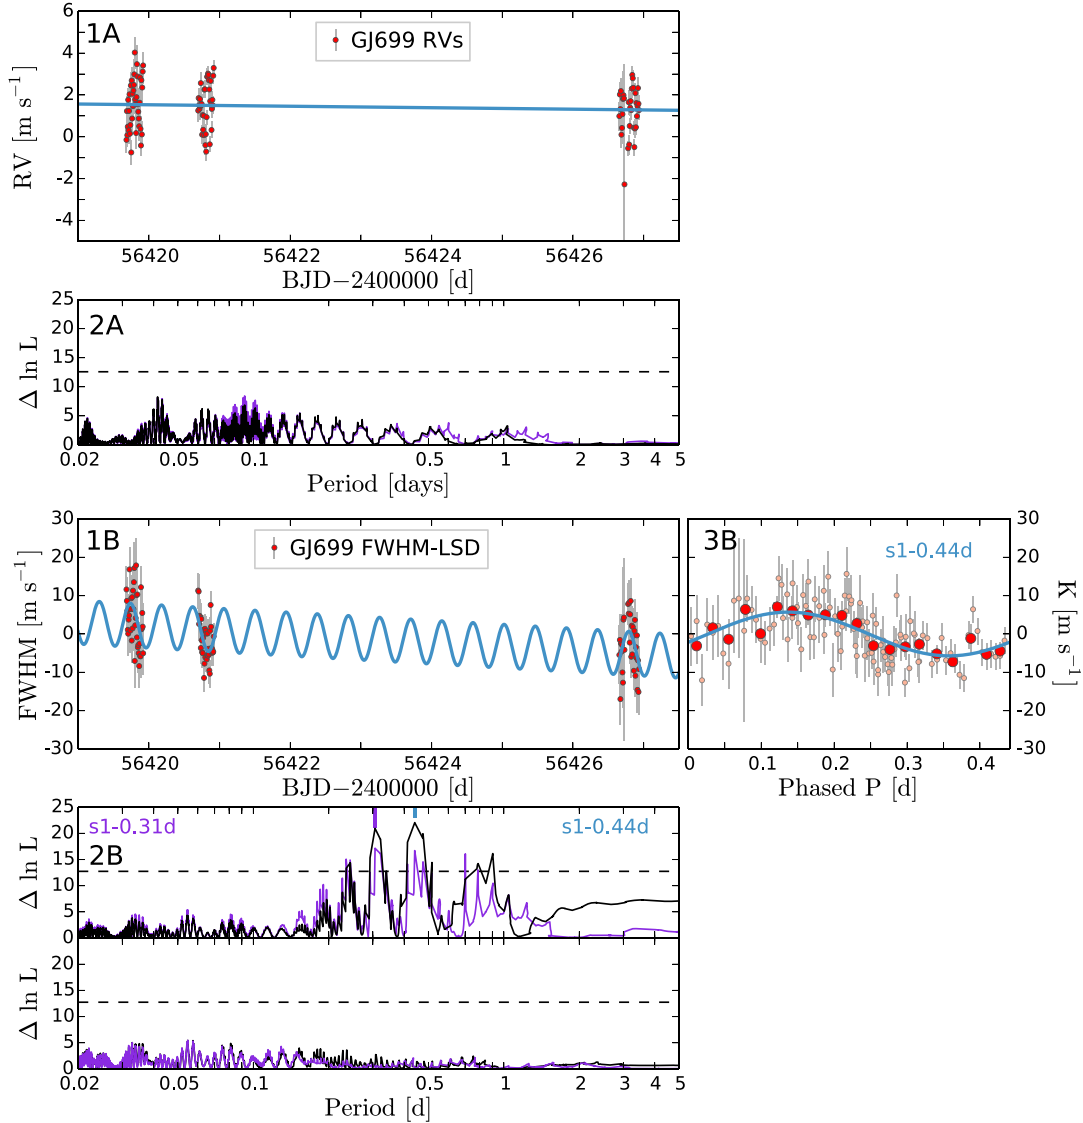 1A
GJ699 RVs
RV [m s⁻¹]
6
4
2
0
-2
-4
56420 56422 56424 56426
BJD−2400000 [d]
2A
Δ ln L
25
20
15
10
5
0
0.02 0.05 0.1 0.5 1 2 3 4 5
Period [days]
1B
GJ699 FWHM-LSD
FWHM [m s⁻¹]
30
20
10
0
-10
-20
-30
56420 56422 56424 56426
BJD−2400000 [d]
3B
s1-0.44d
30
20
10
0
-10
-20
-30
K [m s⁻¹]
0 0.1 0.2 0.3 0.4
Phased P [d]
s1-0.31d s1-0.44d
2B
Δ ln L
25
20
15
10
5
0
Δ ln L
20
15
10
5
0
0.02 0.05 0.1 0.5 1 2 3 4 5
Period [d]